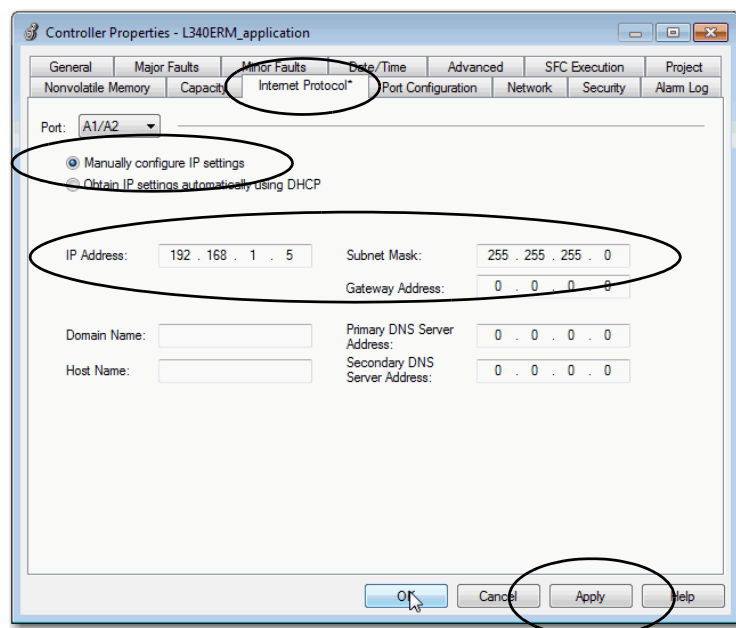 Controller Properties - L340ERM_application
General Major Faults Minor Faults Date/Time Advanced SFC Execution Project
Nonvolatile Memory Capacity Internet Protocol* Port Configuration Network Security Alarm Log
Port: A1/A2
Manually configure IP settings
Obtain IP settings automatically using DHCP
IP Address: 192 . 168 . 1 . 5 Subnet Mask: 255 . 255 . 255 . 0
Gateway Address: 0 . 0 . 0 . 0
Domain Name: Primary DNS Server Address: 0 . 0 . 0 . 0
Host Name: Secondary DNS Server Address: 0 . 0 . 0 . 0
OK Cancel Apply Help